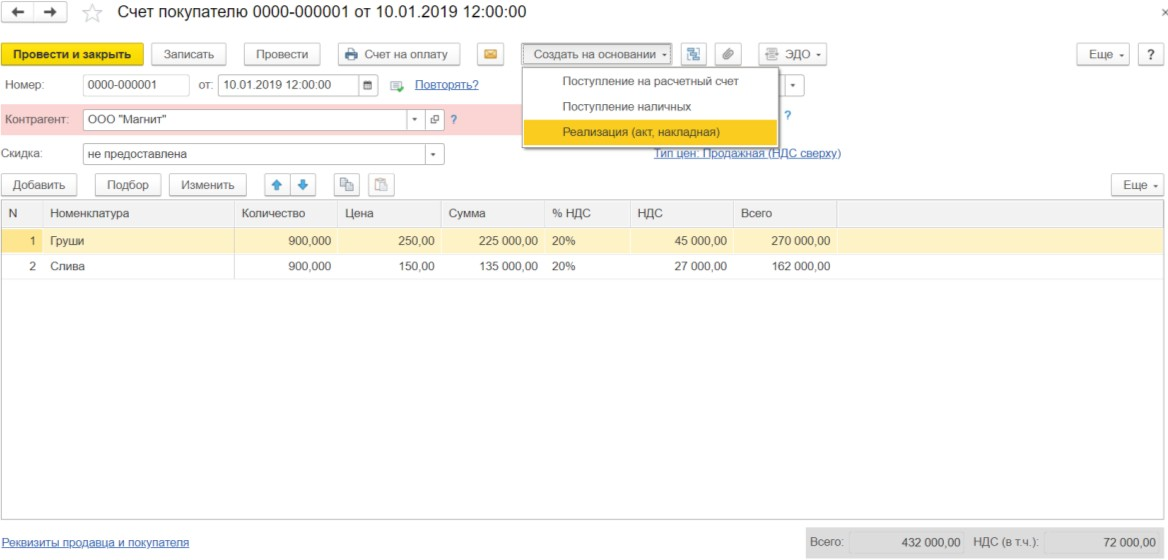 Счет покупателю 0000-000001 от 10.01.2019 12:00:00
Провести и закрыть Записать Провести Счет на оплату Создать на основании ЭДО Еще ?
Номер: 0000-000001 от: 10.01.2019 12:00:00 Повторять?
Поступление на расчетный счет
Поступление наличных
Контрагент: ООО "Магнит" ? ?
Реализация (акт, накладная)
Скидка: не предоставлена Тип цен: Продажная (НДС сверху)
Добавить Подбор Изменить Еще
N Номенклатура Количество Цена Сумма % НДС НДС Всего
1 Груши 900,000 250,00 225 000,00 20% 45 000,00 270 000,00
2 Слива 900,000 150,00 135 000,00 20% 27 000,00 162 000,00
Реквизиты продавца и покупателя Всего: 432 000,00 НДС (в т.ч.): 72 000,00